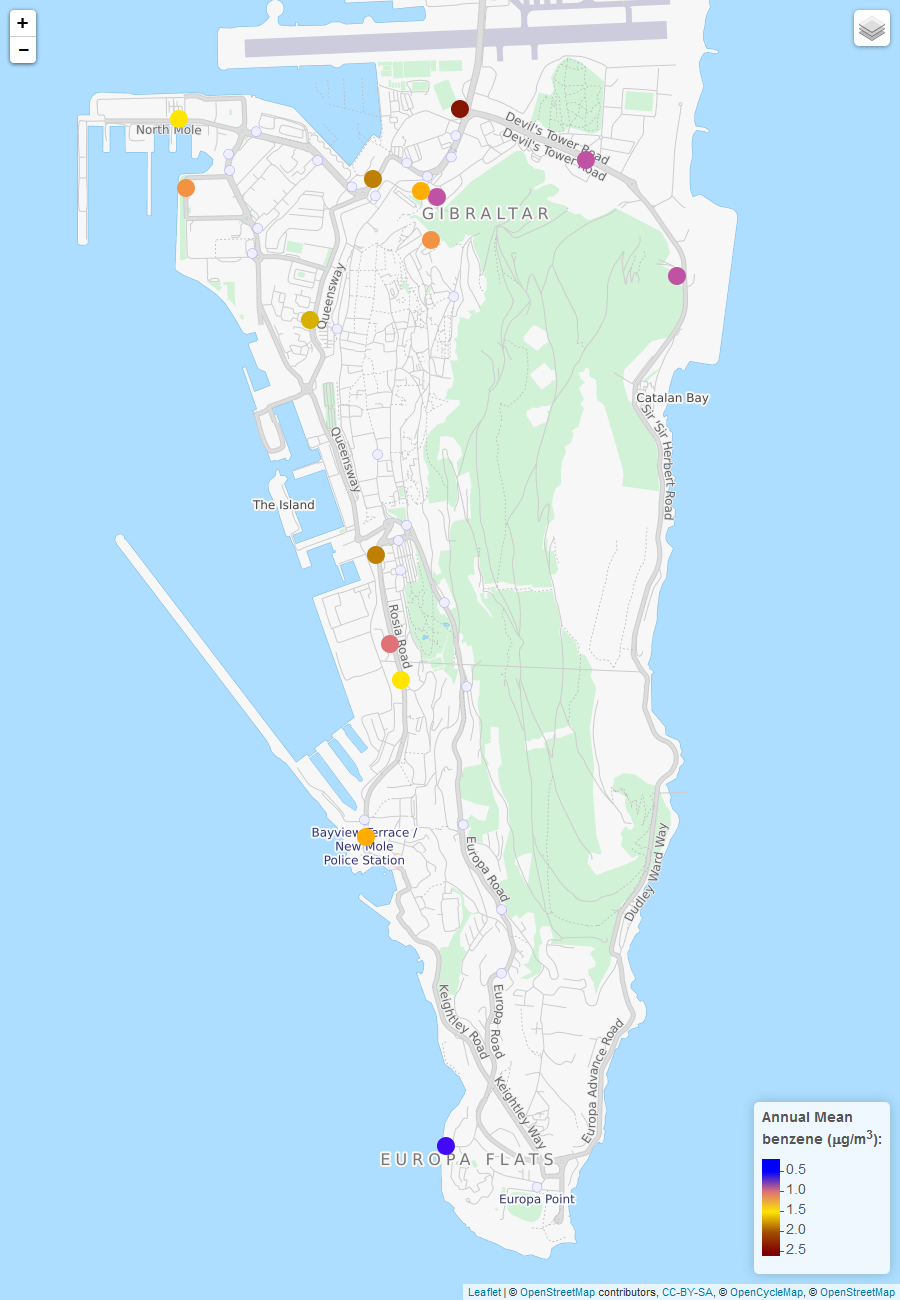 +
−
Devil's Tower Road
Devil's Tower Road
North Mole
GIBRALTAR
Queensway
Catalan Bay
Sir 'Sir Herbert Road
Queensway
The Island
Rosia Road
Bayview Terrace /
New Mole
Police Station
Europa Road
Dudley Ward Way
Keightley Road
Europa Road
Europa Advance Road
Keightley Way
EUROPA FLATS
Europa Point
Annual Mean
benzene (µg/m³):
0.5
1.0
1.5
2.0
2.5
Leaflet | © OpenStreetMap contributors, CC-BY-SA, © OpenCycleMap, © OpenStreetMap